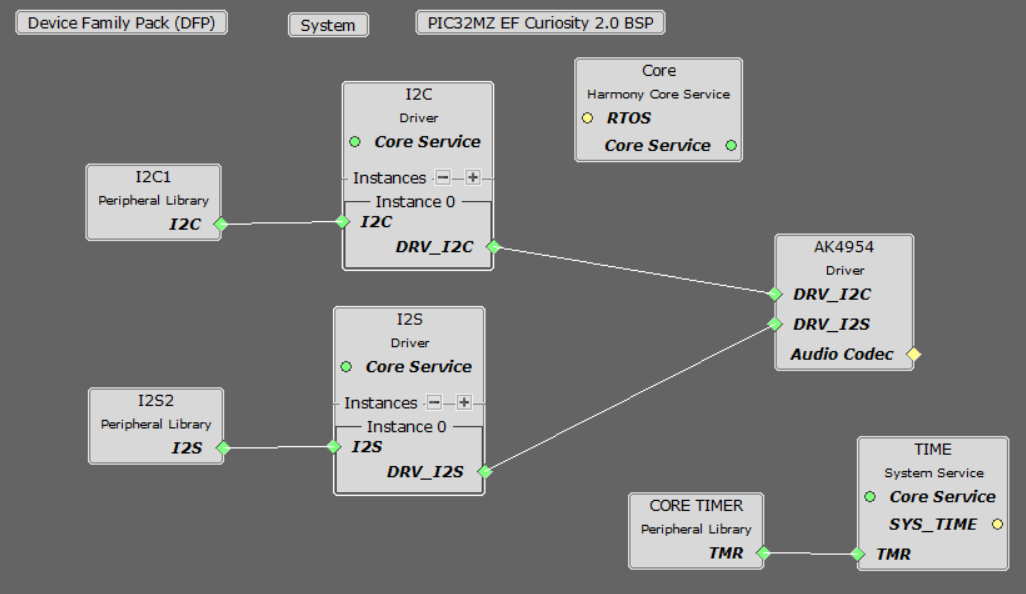 Device Family Pack (DFP)
System
PIC32MZ EF Curiosity 2.0 BSP
I2C
Driver
Core Service
Instances
Instance 0
I2C
DRV_I2C
Core
Harmony Core Service
RTOS
Core Service
I2C1
Peripheral Library
I2C
AK4954
Driver
DRV_I2C
DRV_I2S
Audio Codec
I2S
Driver
Core Service
Instances
Instance 0
I2S
DRV_I2S
I2S2
Peripheral Library
I2S
CORE TIMER
Peripheral Library
TMR
TIME
System Service
Core Service
SYS_TIME
TMR